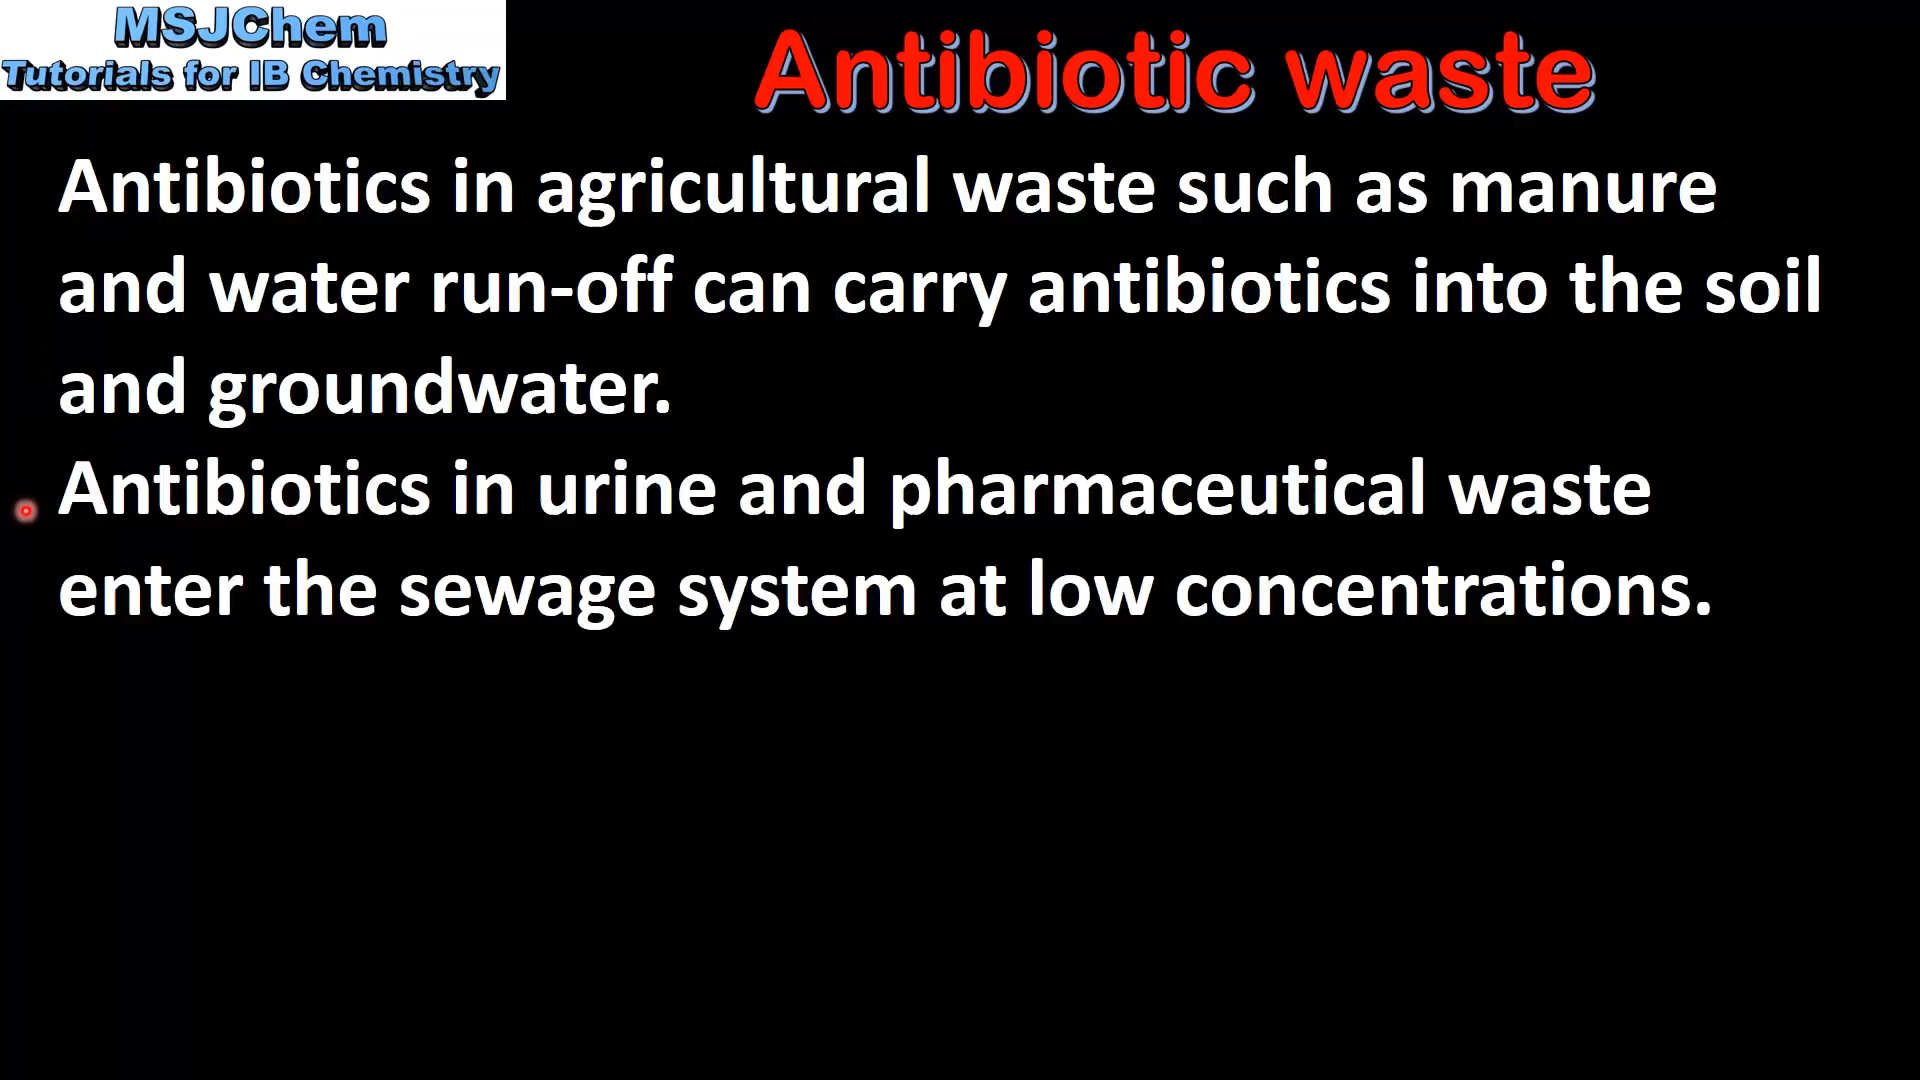 MSJChem
Tutorials for IB Chemistry
Antibiotic waste
Antibiotics in agricultural waste such as manure
and water run-off can carry antibiotics into the soil
and groundwater.
Antibiotics in urine and pharmaceutical waste
enter the sewage system at low concentrations.